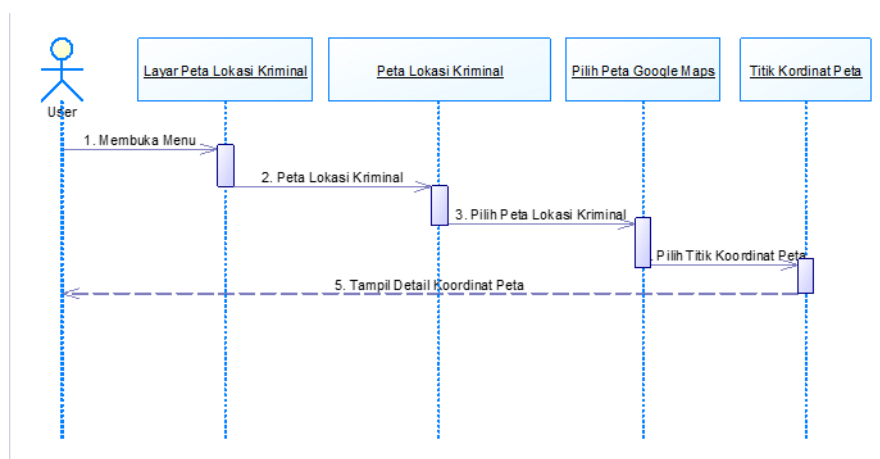 Layar Peta Lokasi Kriminal
Peta Lokasi Kriminal
Pilih Peta Google Maps
Titik Kordinat Peta
User
1. Membuka Menu
2. Peta Lokasi Kriminal
3. Pilih Peta Lokasi Kriminal
. Pilih Titik Koordinat Peta
5. Tampil Detail Koordinat Peta